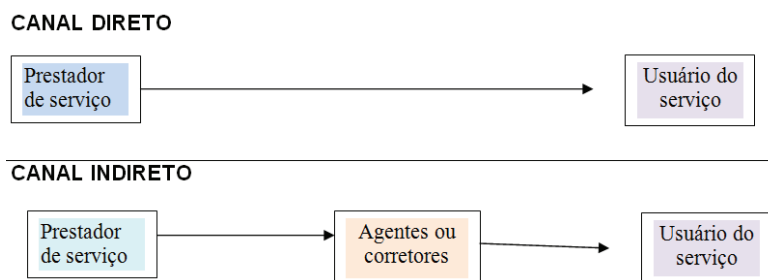 CANAL DIRETO
Prestador
de serviço
Usuário do
serviço
CANAL INDIRETO
Prestador
de serviço
Agentes ou
corretores
Usuário do
serviço